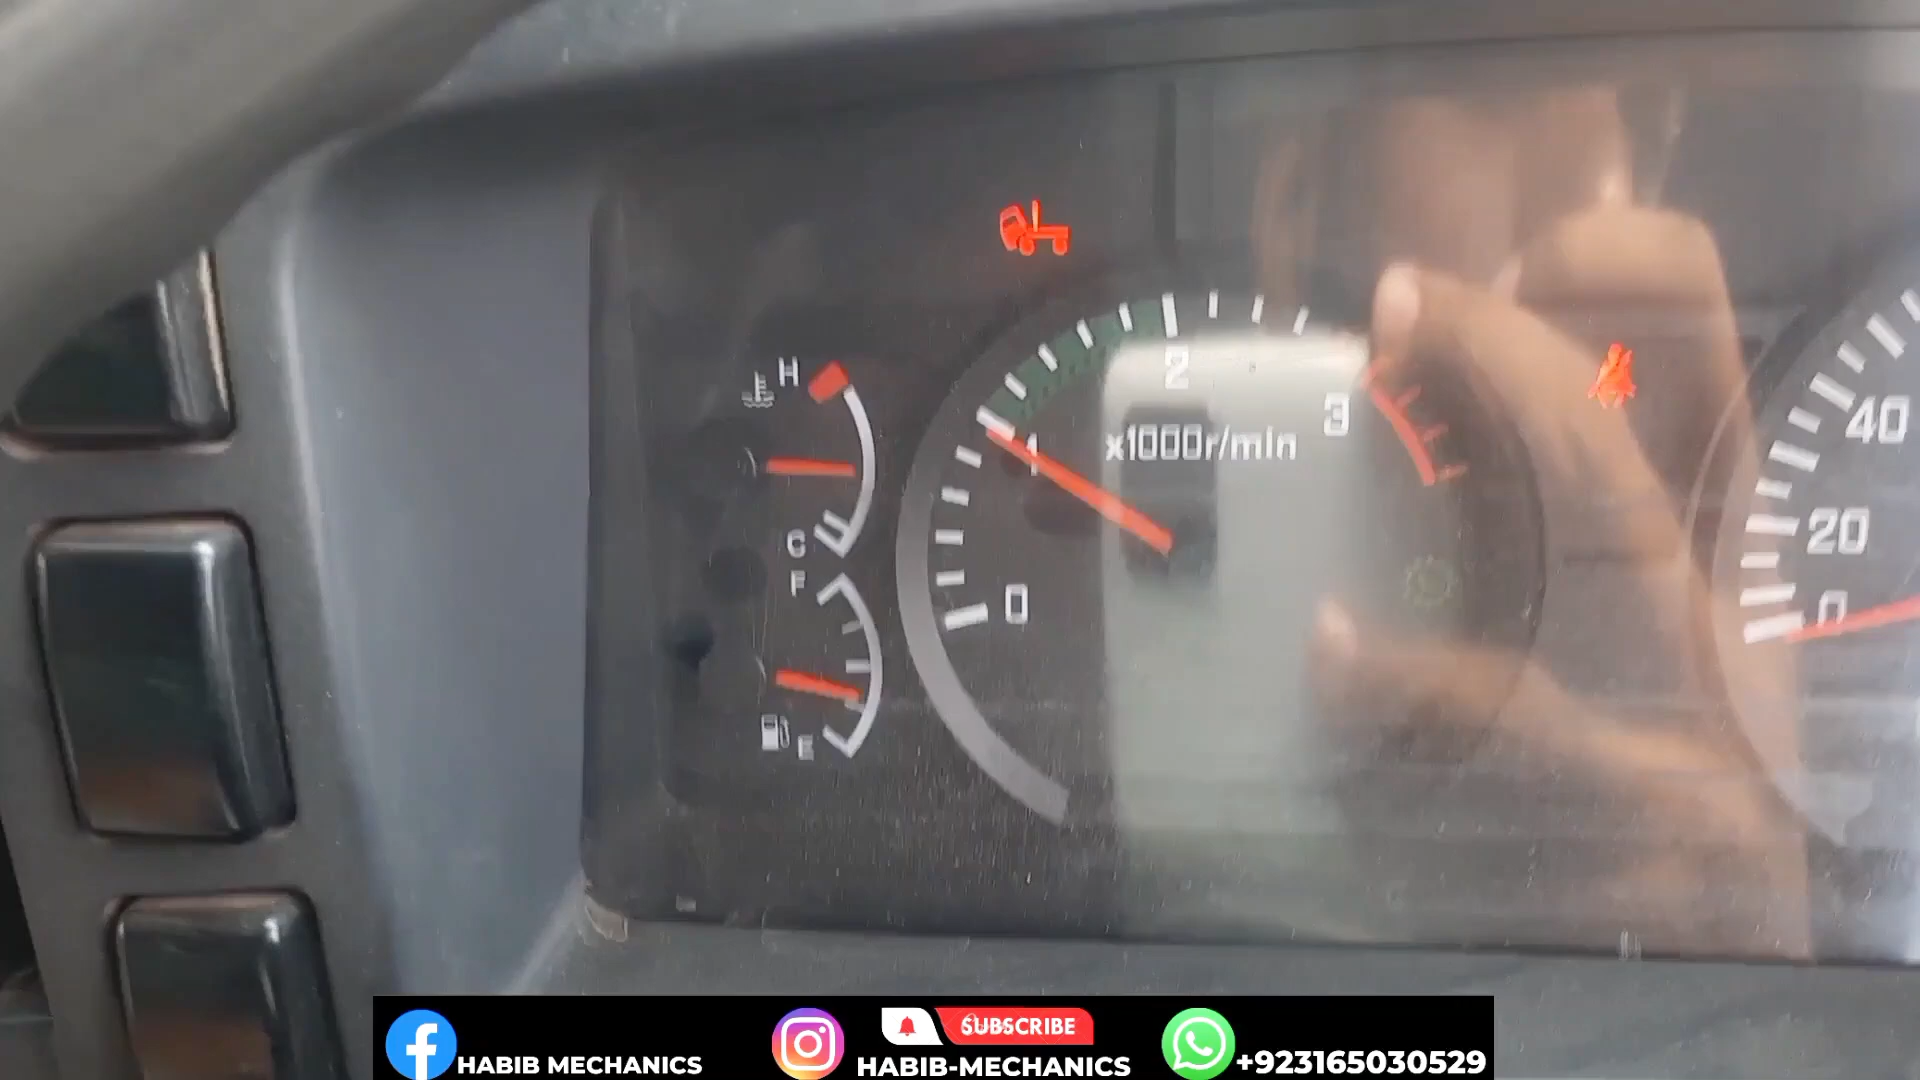 H
C
F
E
0
1
2
3
x1000r/min
40
20
0
HABIB MECHANICS
SUBSCRIBE
HABIB-MECHANICS
+923165030529